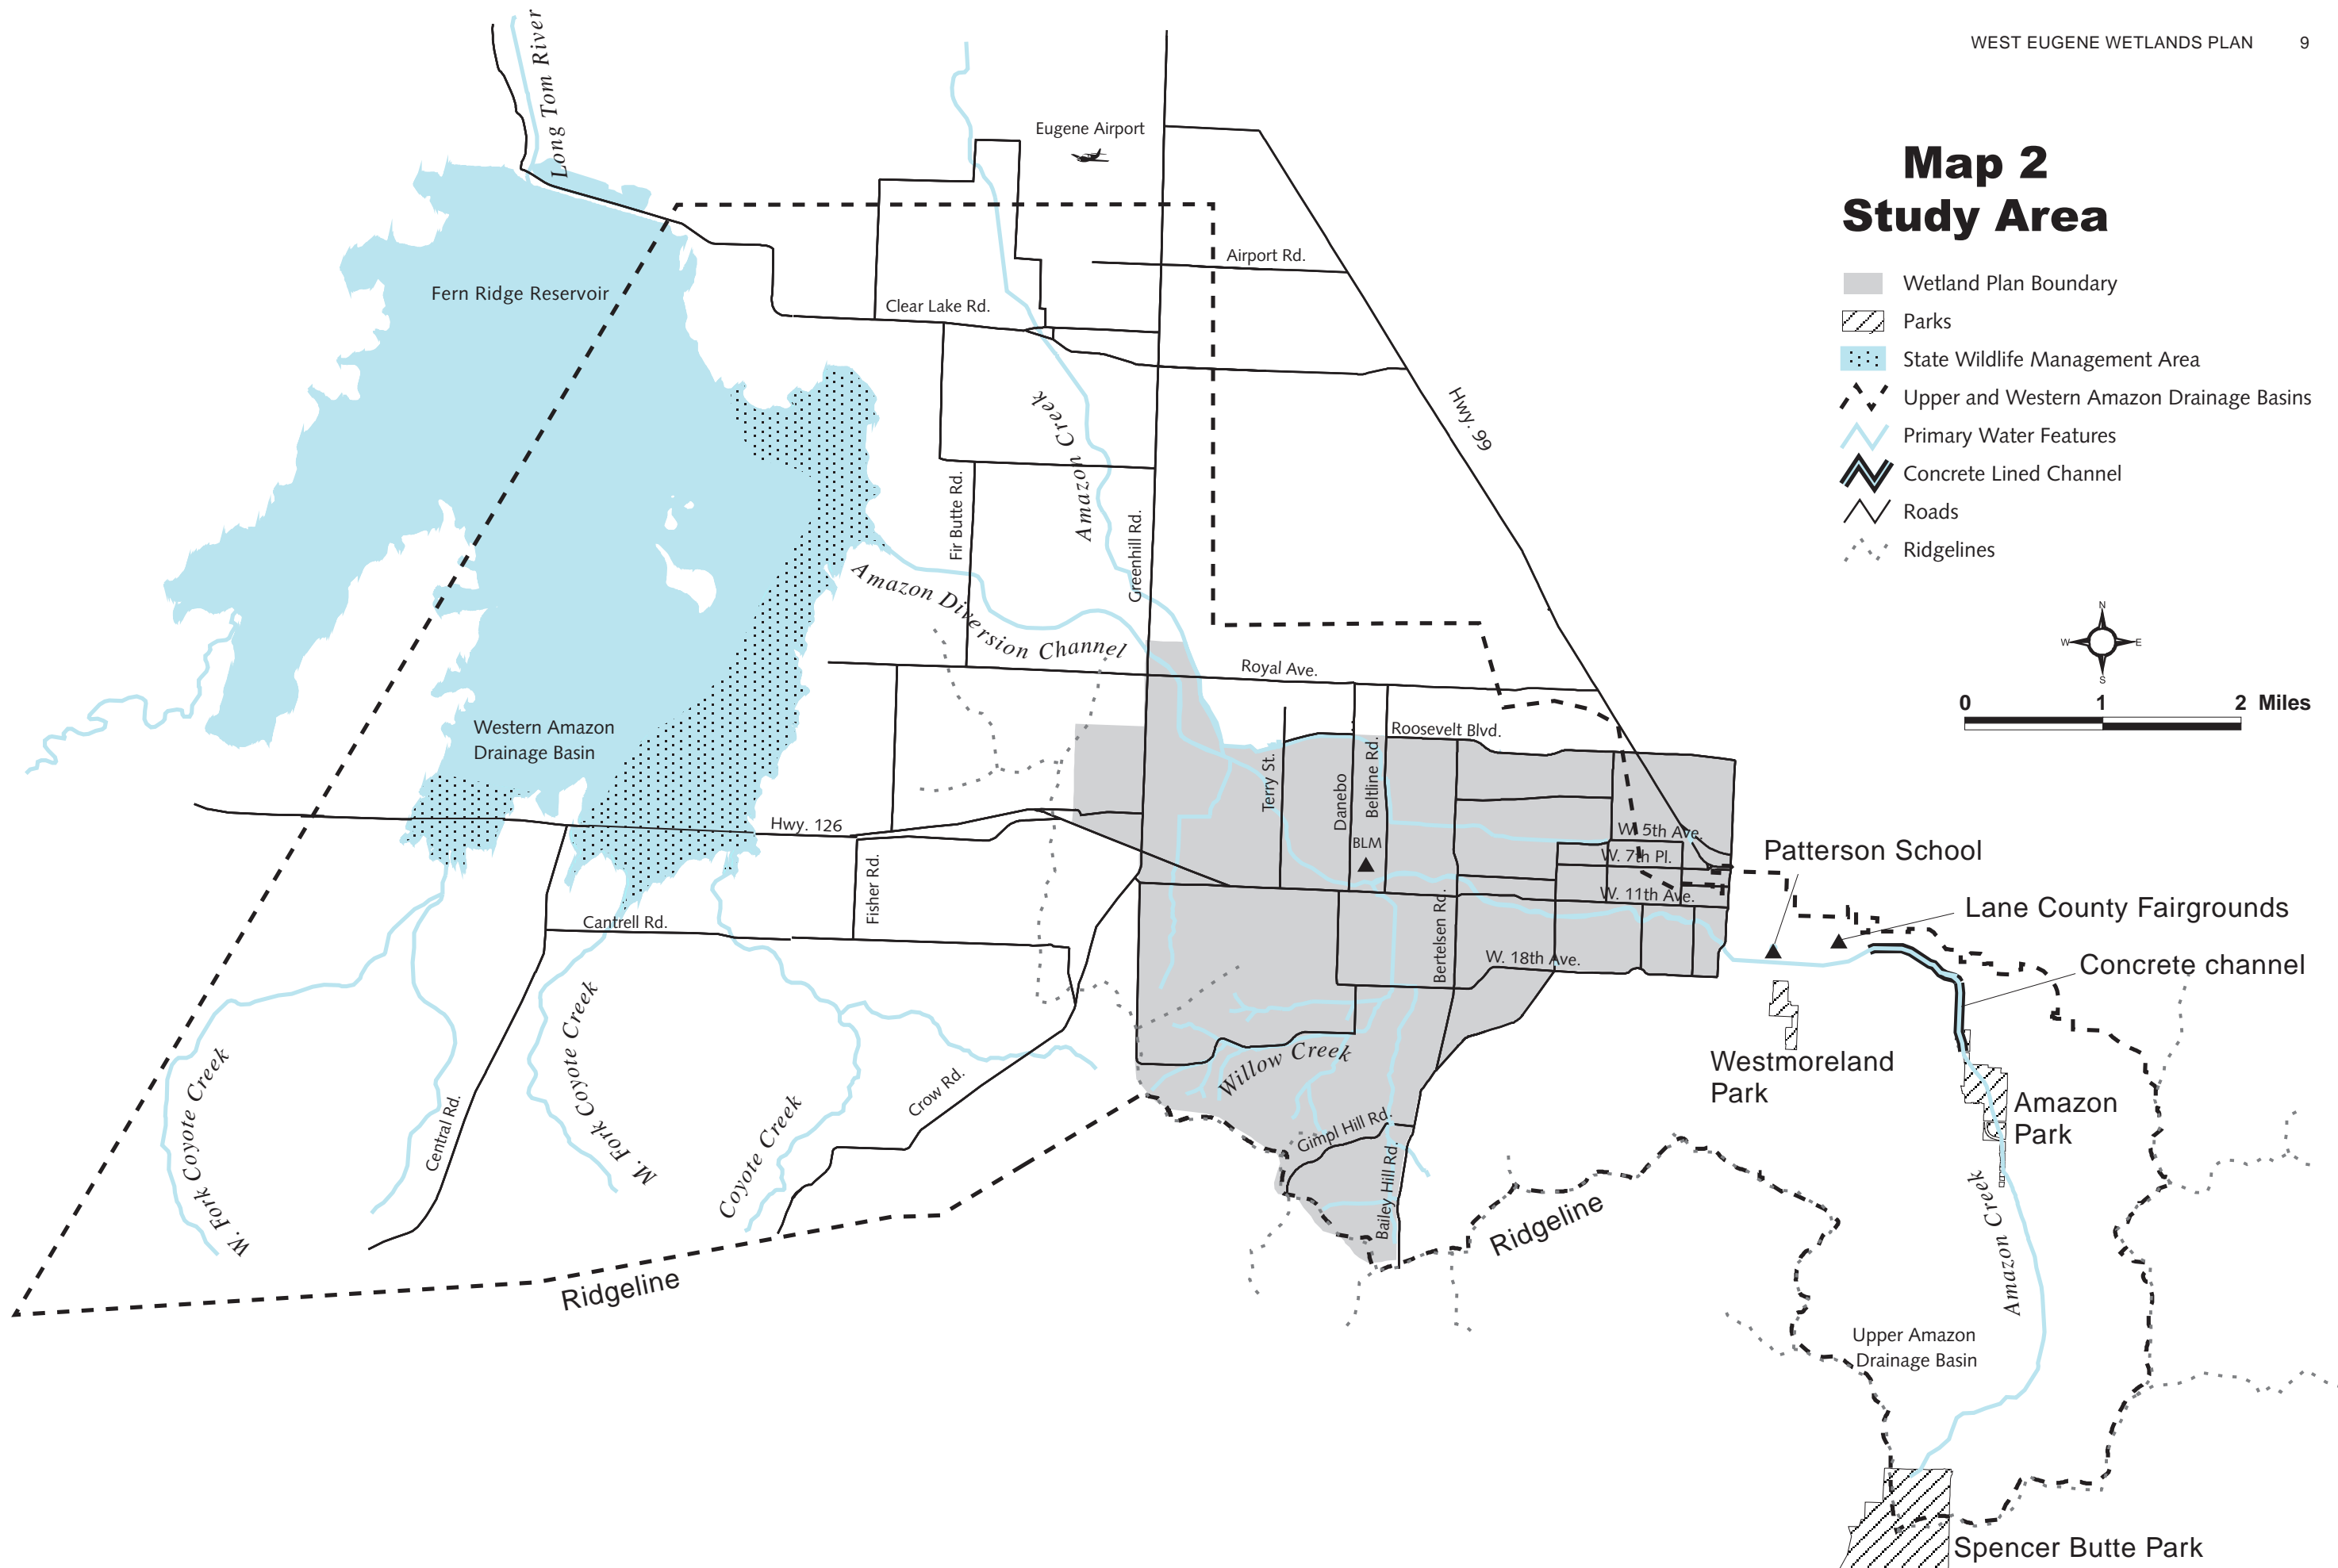 WEST EUGENE WETLANDS PLAN 9
Map 2
Study Area
Wetland Plan Boundary
Parks
State Wildlife Management Area
Upper and Western Amazon Drainage Basins
Primary Water Features
Concrete Lined Channel
Roads
Ridgelines
N
W E
S
0 1 2 Miles
Long Tom River
Eugene Airport
Airport Rd.
Fern Ridge Reservoir
Clear Lake Rd.
Hwy. 99
Amazon Creek
Fir Butte Rd.
Greenhill Rd.
Amazon Diversion Channel
Royal Ave.
Western Amazon
Drainage Basin
Roosevelt Blvd.
Terry St.
Danebo
Beltline Rd.
Hwy. 126
BLM
W. 5th Ave.
W. 7th Pl.
W. 11th Ave.
Patterson School
Fisher Rd.
Bertelsen Rd.
Lane County Fairgrounds
Cantrell Rd.
W. 18th Ave.
Concrete channel
W. Fork Coyote Creek
Central Rd.
M. Fork Coyote Creek
Coyote Creek
Crow Rd.
Willow Creek
Gimpl Hill Rd.
Bailey Hill Rd.
Westmoreland
Park
Amazon
Park
Ridgeline
Ridgeline
Amazon Creek
Upper Amazon
Drainage Basin
Spencer Butte Park